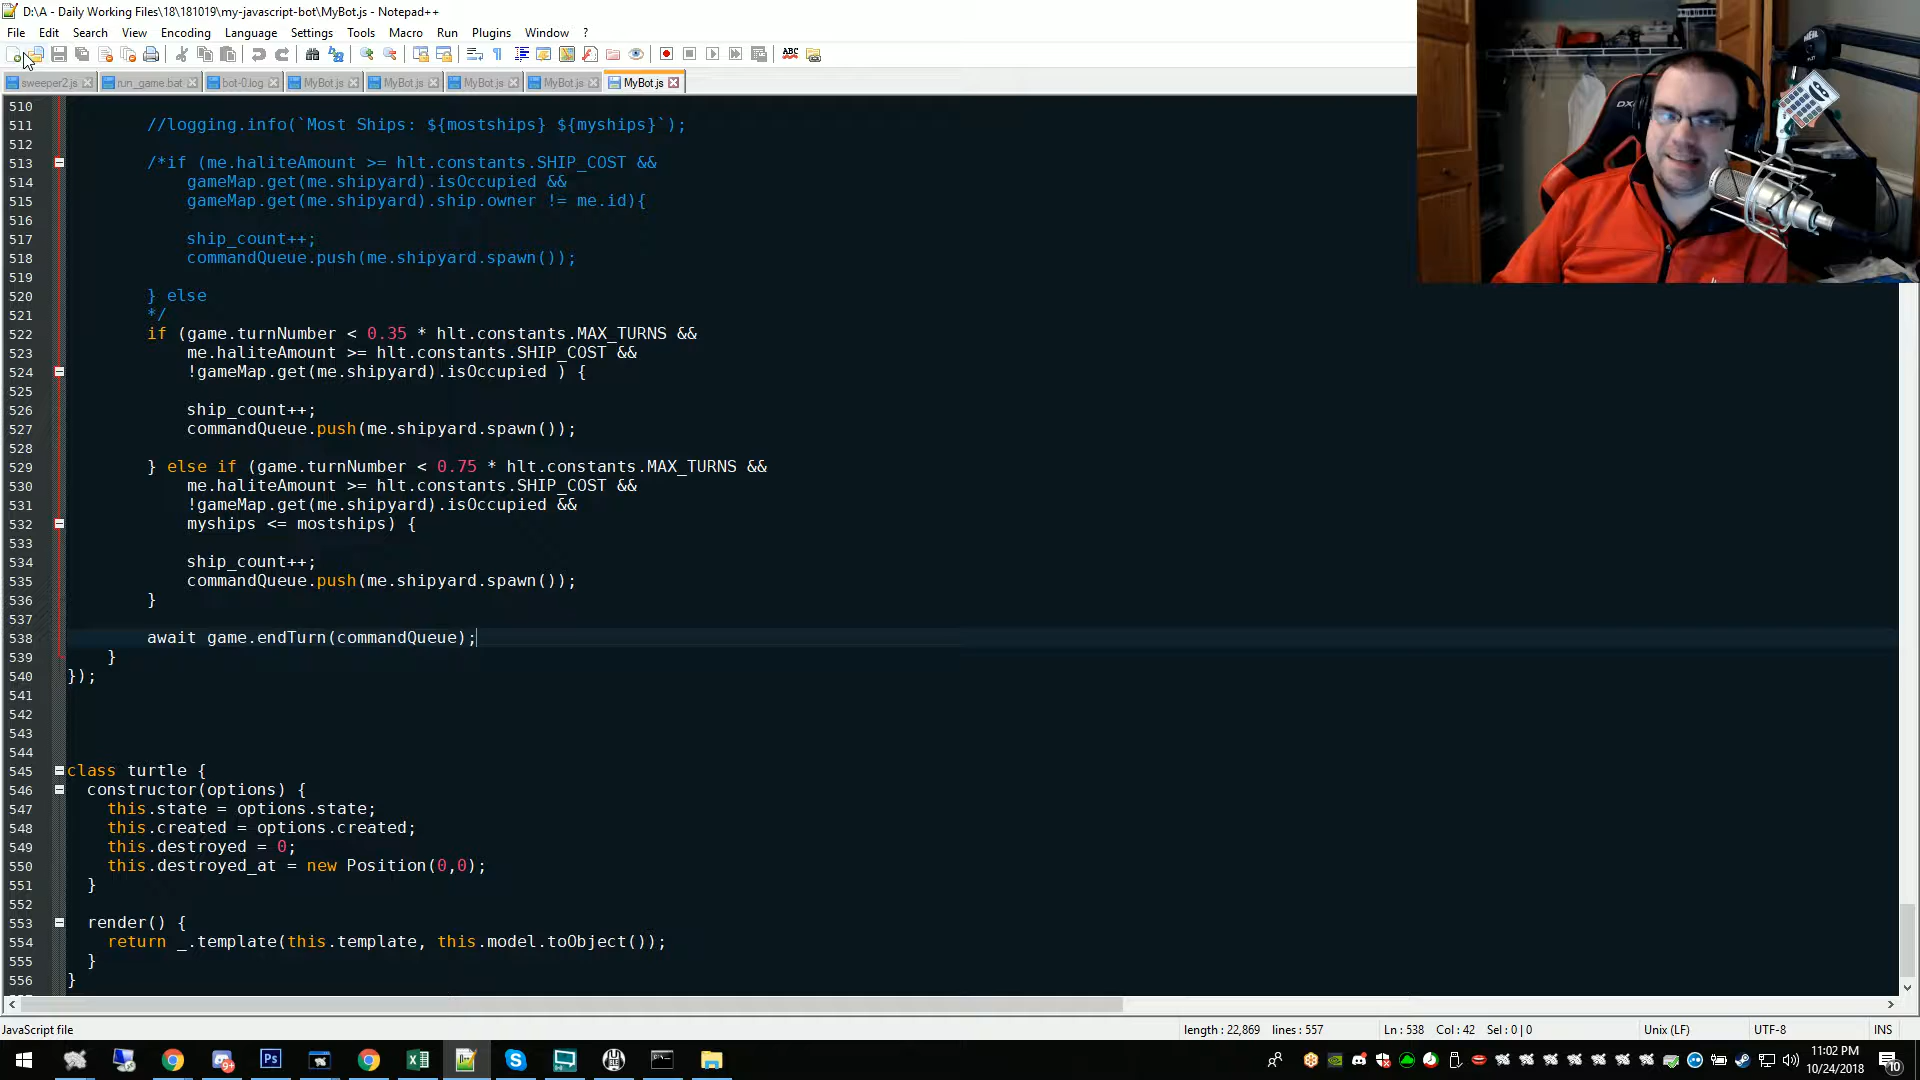 D:\A - Daily Working Files\18\181019\my-javascript-bot\MyBot.js - Notepad++
File Edit Search View Encoding Language Settings Tools Macro Run Plugins Window ?
sweeper2.js run_game.bat bot-0.log MyBot.js MyBot.js MyBot.js MyBot.js MyBot.js
510
511 //logging.info(`Most Ships: ${mostships} ${myships}`);
512
513 /*if (me.haliteAmount >= hlt.constants.SHIP_COST &&
514 gameMap.get(me.shipyard).isOccupied &&
515 gameMap.get(me.shipyard).ship.owner != me.id){
516
517 ship_count++;
518 commandQueue.push(me.shipyard.spawn());
519
520 } else
521 */
522 if (game.turnNumber < 0.35 * hlt.constants.MAX_TURNS &&
523 me.haliteAmount >= hlt.constants.SHIP_COST &&
524 !gameMap.get(me.shipyard).isOccupied ) {
525
526 ship_count++;
527 commandQueue.push(me.shipyard.spawn());
528
529 } else if (game.turnNumber < 0.75 * hlt.constants.MAX_TURNS &&
530 me.haliteAmount >= hlt.constants.SHIP_COST &&
531 !gameMap.get(me.shipyard).isOccupied &&
532 myships <= mostships) {
533
534 ship_count++;
535 commandQueue.push(me.shipyard.spawn());
536 }
537
538 await game.endTurn(commandQueue);
539 }
540 });
541
542
543
544
545 class turtle {
546 constructor(options) {
547 this.state = options.state;
548 this.created = options.created;
549 this.destroyed = 0;
550 this.destroyed_at = new Position(0,0);
551 }
552
553 render() {
554 return _.template(this.template, this.model.toObject());
555 }
556 }
JavaScript file length : 22,869 lines : 557 Ln : 538 Col : 42 Sel : 0 | 0 Unix (LF) UTF-8 INS
11:02 PM
10/24/2018